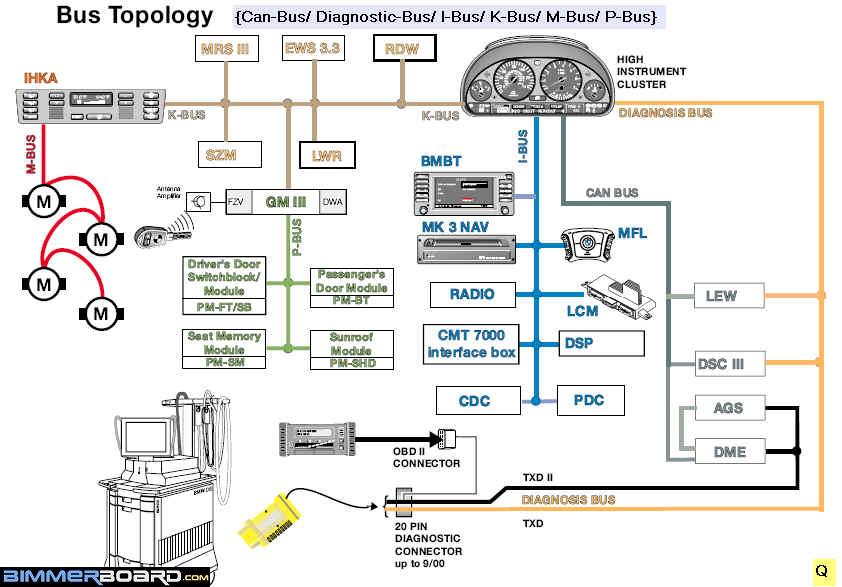 Bus Topology {Can-Bus/ Diagnostic-Bus/ I-Bus/ K-Bus/ M-Bus/ P-Bus}
MRS III
EWS 3.3
RDW
HIGH
INSTRUMENT
CLUSTER
IHKA
K-BUS
K-BUS
DIAGNOSIS BUS
M-BUS
SZM
LWR
I-BUS
BMBT
CAN BUS
Antenna
Amplifier
FZV
GM III
DWA
M
M
M
M
P-BUS
MK 3 NAV
MFL
Driver's Door
Switchblock/
Module
PM-FT/SB
Passenger's
Door Module
PM-BT
RADIO
LCM
LEW
Seat Memory
Module
PM-SM
Sunroof
Module
PM-SHD
CMT 7000
interface box
DSP
DSC III
CDC
PDC
AGS
DME
OBD II
CONNECTOR
TXD II
DIAGNOSIS BUS
TXD
20 PIN
DIAGNOSTIC
CONNECTOR
up to 9/00
BIMMERBOARD.COM
Q